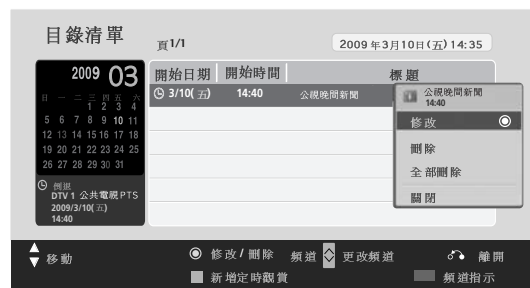 目錄清單
頁1/1
2009年3月10日(五)14:35
2009 03
日 一 二 三 四 五 六
1 2 3 4
5 6 7 8 9 10 11
12 13 14 15 16 17 18
19 20 21 22 23 24 25
26 27 28 29 30 31
倒退
DTV 1 公共電視PTS
2009/3/10(五)
14:40
開始日期 開始時間 標題
3/10(五) 14:40 公視晚間新聞
公視晚間新聞
14:40
修改
刪除
全部刪除
關閉
移動 修改/刪除 頻道 更改頻道 離開
新增定時觀賞 頻道指示